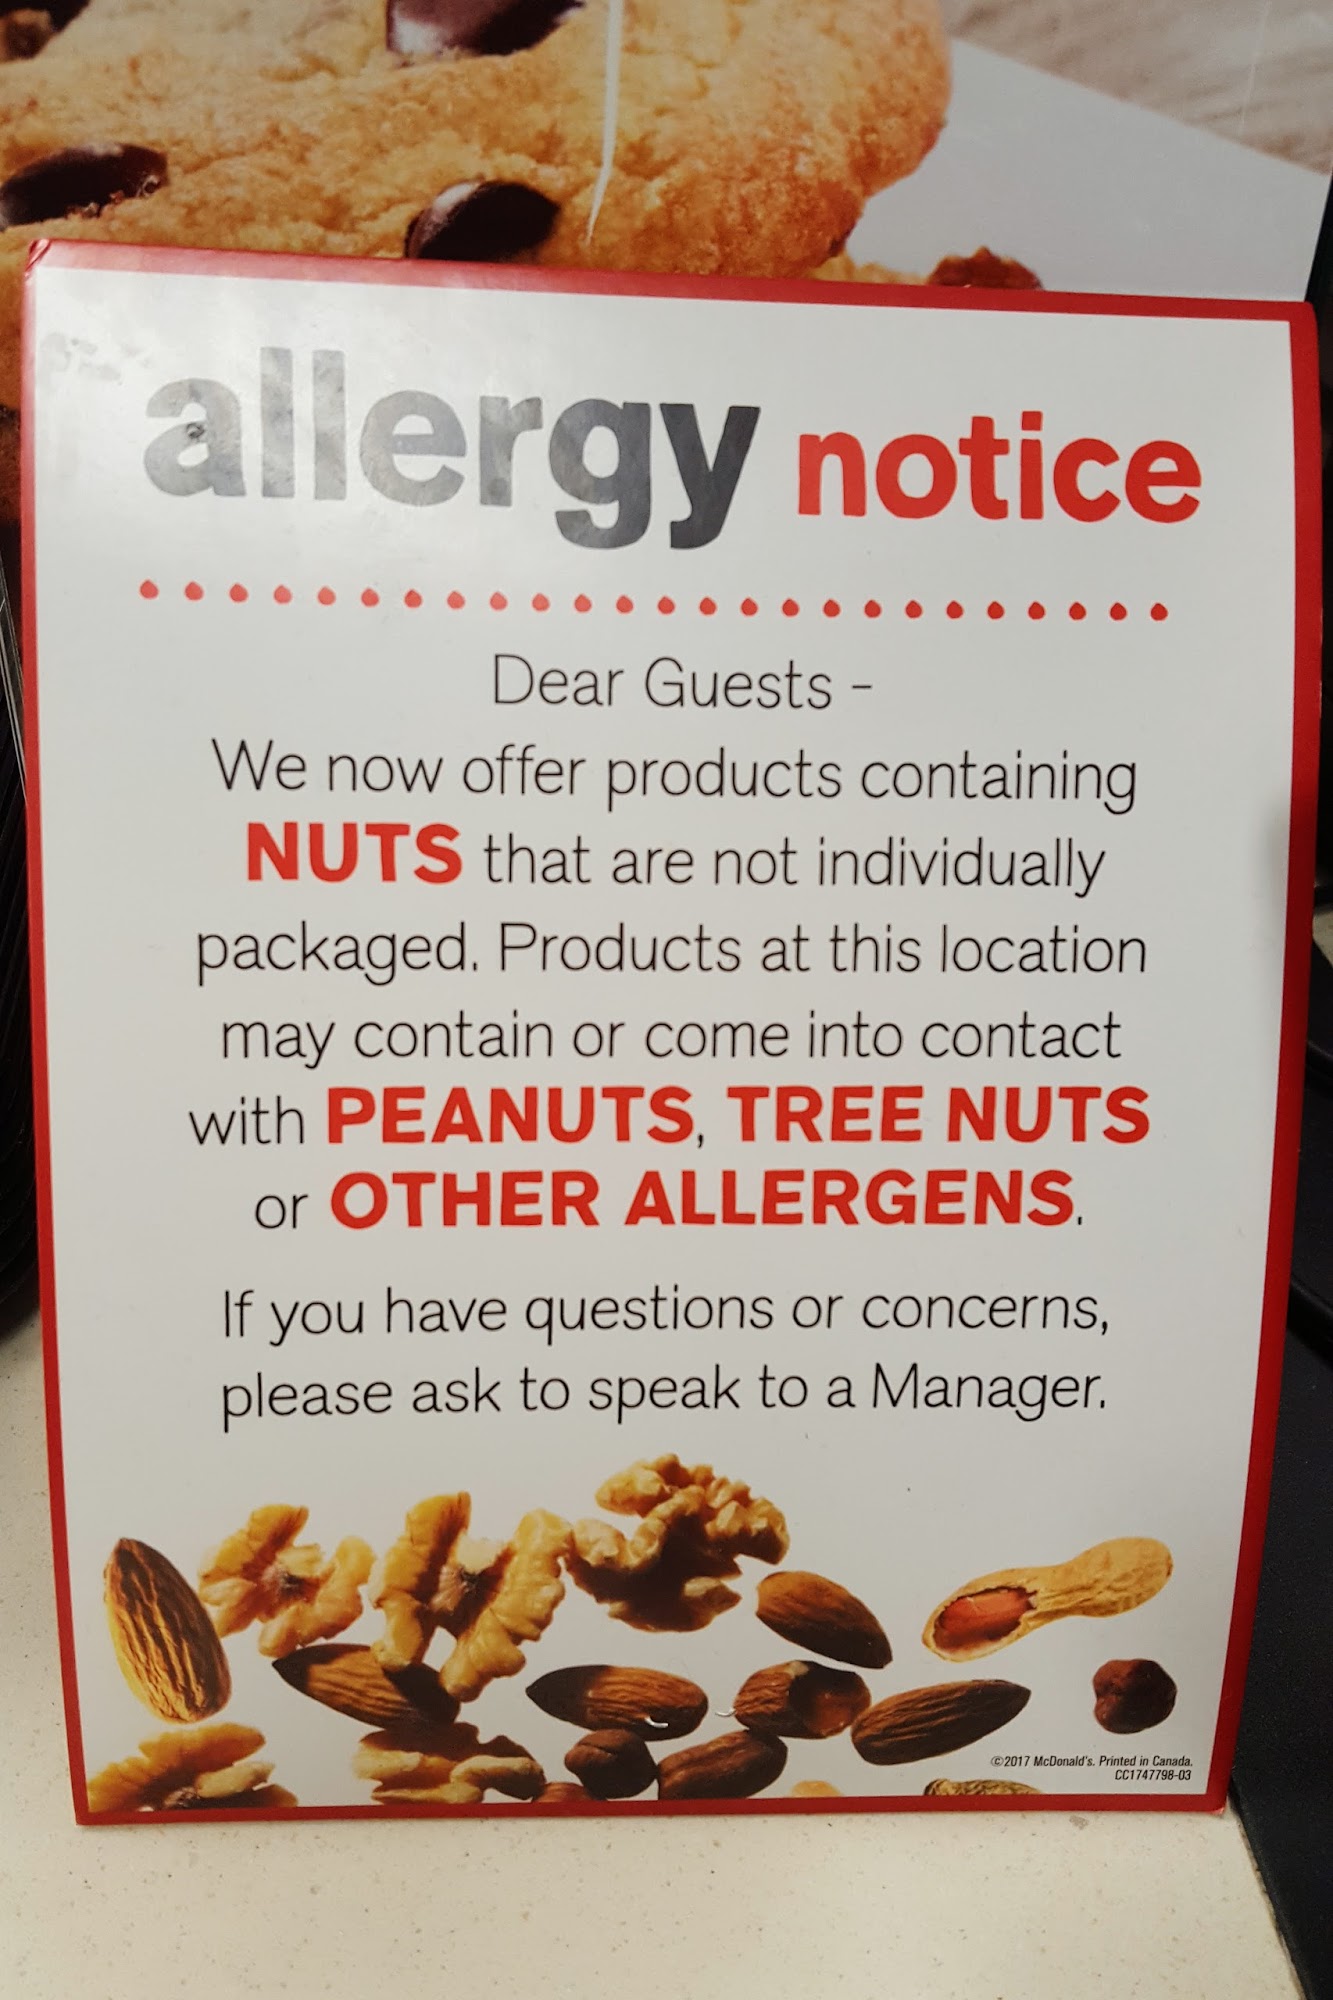 allergy notice
Dear Guests -
We now offer products containing
NUTS that are not individually
packaged. Products at this location
may contain or come into contact
with PEANUTS, TREE NUTS
or OTHER ALLERGENS.
If you have questions or concerns,
please ask to speak to a Manager.
©2017 McDonald's. Printed in Canada.
CC1747798-03